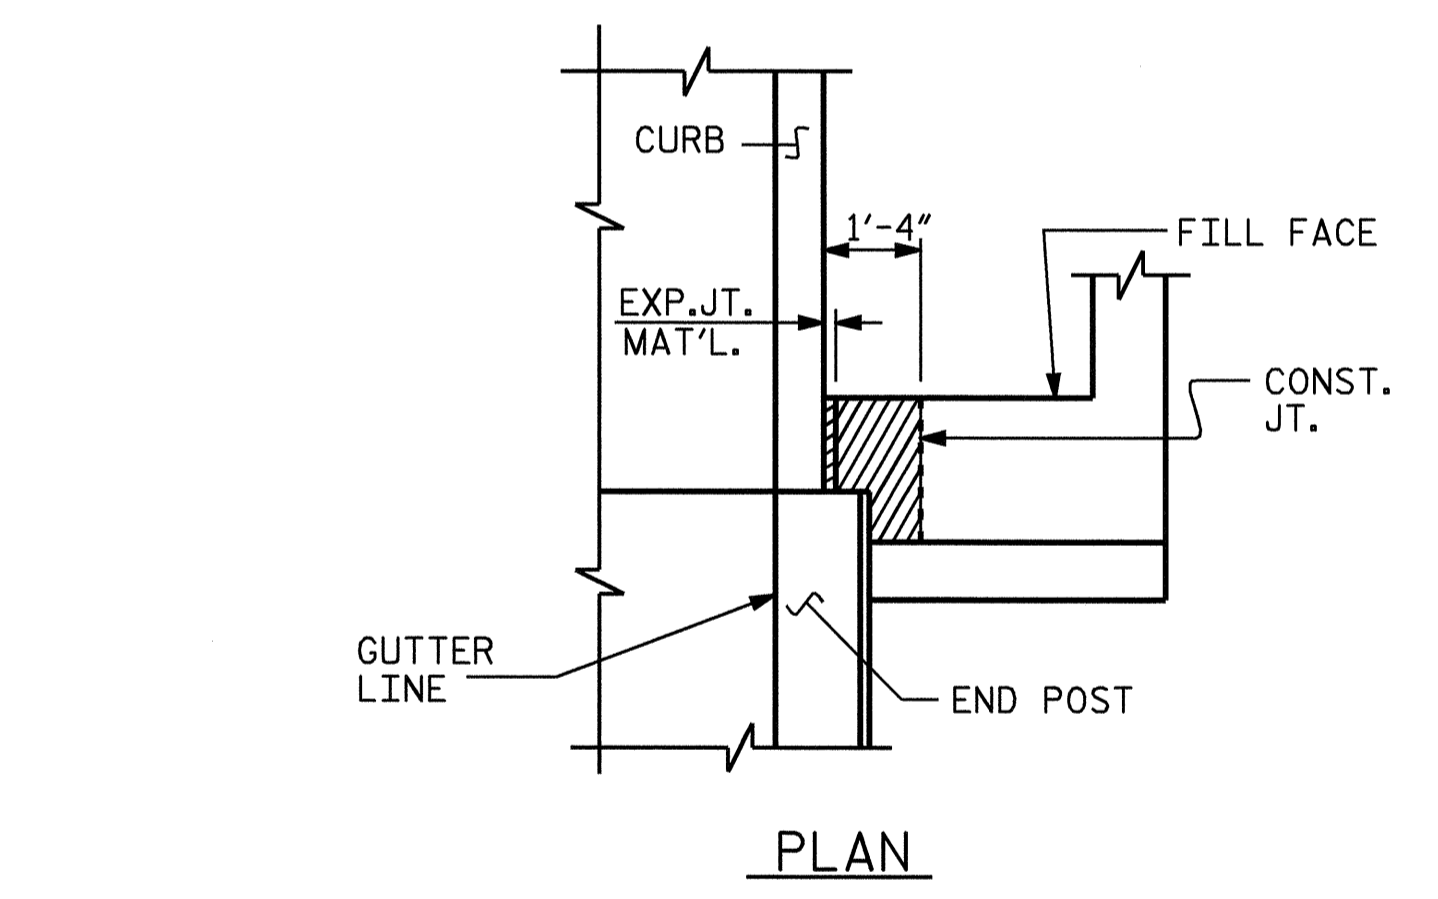 CURB
1'-4"
FILL FACE
EXP.JT.
MAT'L.
CONST.
JT.
GUTTER
LINE
END POST
PLAN